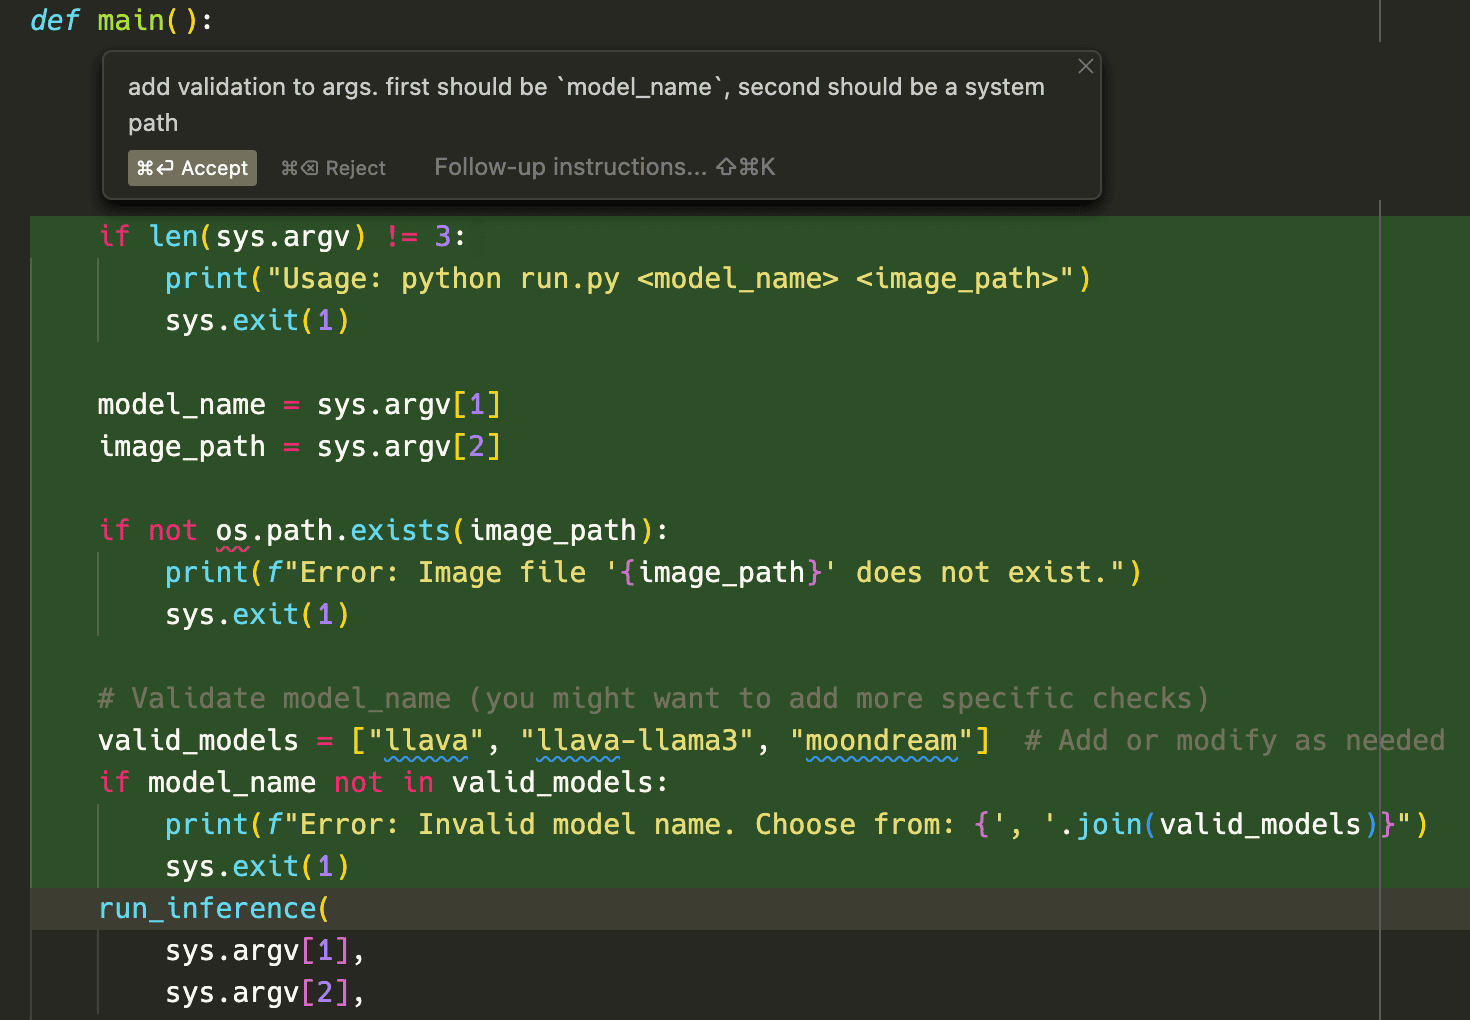 def main():
add validation to args. first should be `model_name`, second should be a system
path
⌘⏎ Accept ⌘⌫ Reject Follow-up instructions... ⇧⌘K
if len(sys.argv) != 3:
print("Usage: python run.py <model_name> <image_path>")
sys.exit(1)
model_name = sys.argv[1]
image_path = sys.argv[2]
if not os.path.exists(image_path):
print(f"Error: Image file '{image_path}' does not exist.")
sys.exit(1)
# Validate model_name (you might want to add more specific checks)
valid_models = ["llava", "llava-llama3", "moondream"]  # Add or modify as needed
if model_name not in valid_models:
print(f"Error: Invalid model name. Choose from: {', '.join(valid_models)}")
sys.exit(1)
run_inference(
sys.argv[1],
sys.argv[2],